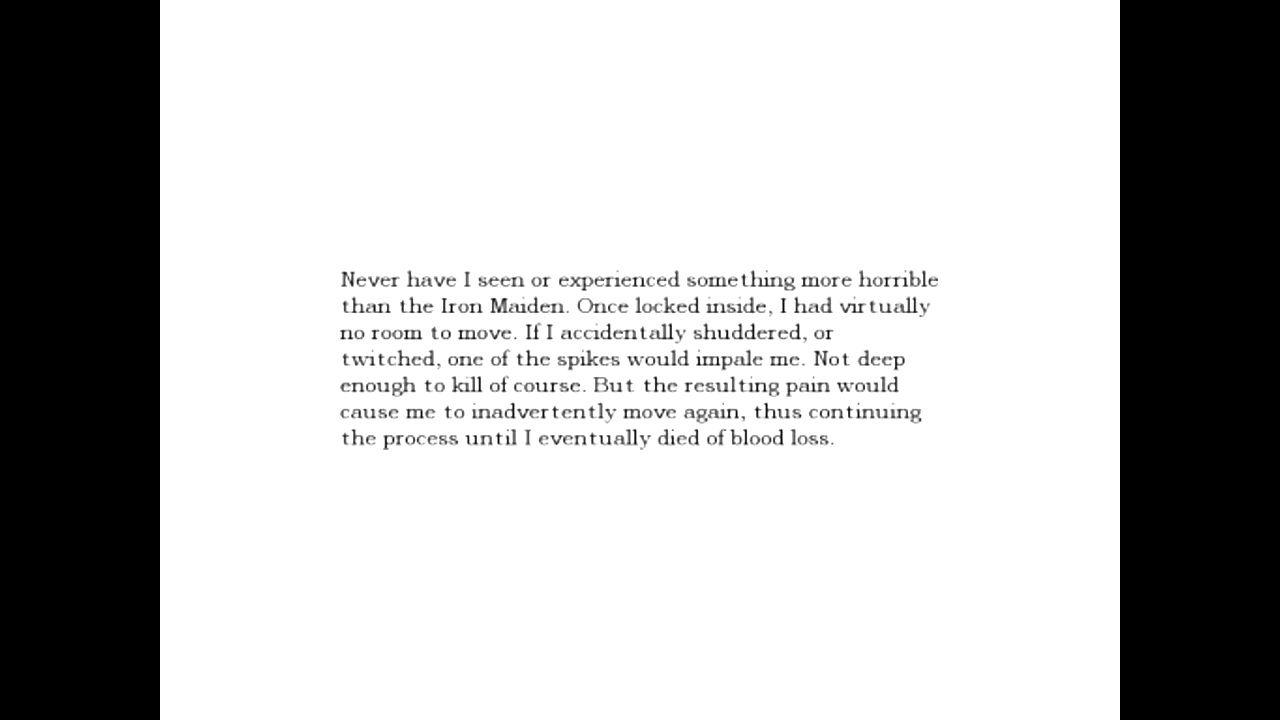 Never have I seen or experienced something more horrible
than the Iron Maiden. Once locked inside, I had virtually
no room to move. If I accidentally shuddered, or
twitched, one of the spikes would impale me. Not deep
enough to kill of course. But the resulting pain would
cause me to inadvertently move again, thus continuing
the process until I eventually died of blood loss.